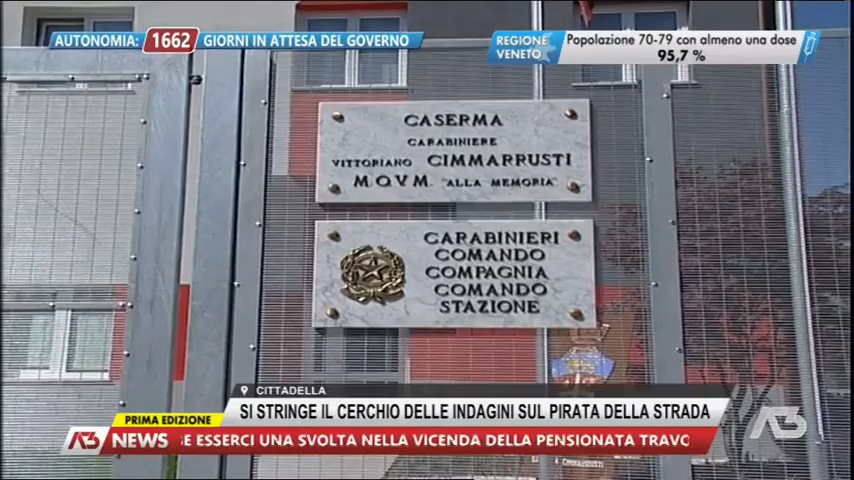 AUTONOMIA: 1662 GIORNI IN ATTESA DEL GOVERNO
REGIONE VENETO
Popolazione 70-79 con almeno una dose
95,7 %
CASERMA
CARABINIERE
VITTORIANO CIMMARRUSTI
M.O.V.M. "ALLA MEMORIA"
CARABINIERI
COMANDO
COMPAGNIA
COMANDO
STAZIONE
CITTADELLA
SI STRINGE IL CERCHIO DELLE INDAGINI SUL PIRATA DELLA STRADA
PRIMA EDIZIONE
A3 NEWS
E ESSERCI UNA SVOLTA NELLA VICENDA DELLA PENSIONATA TRAVO
A3